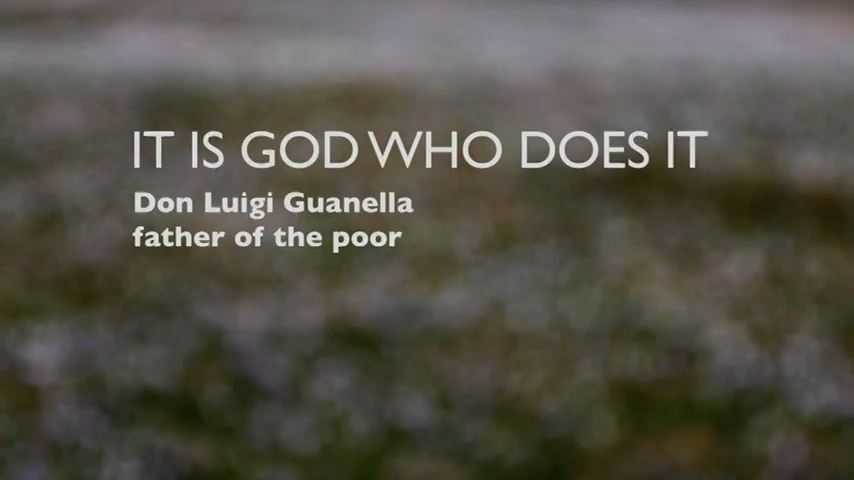 IT IS GOD WHO DOES IT
Don Luigi Guanella
father of the poor